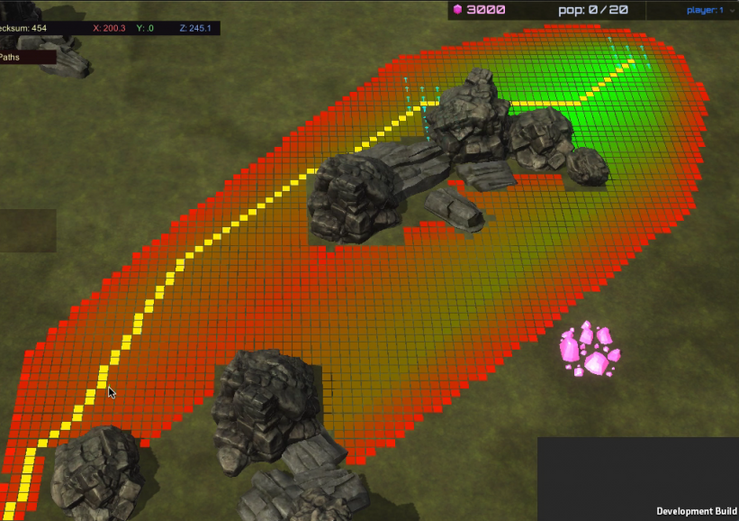 3000
pop: 0/20
player: 1
ecksum: 454
X: 200.3
Y: .0
Z: 245.1
Paths
Development Build